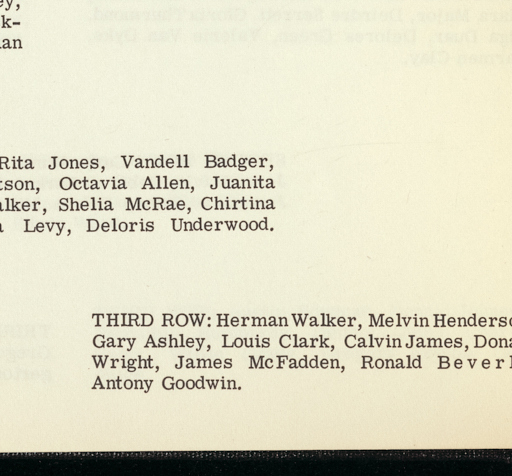 ey,
k-
an
Rita Jones, Vandell Badger,
tson, Octavia Allen, Juanita
alker, Shelia McRae, Chirtina
a Levy, Deloris Underwood.
THIRD ROW: Herman Walker, Melvin Henderso
Gary Ashley, Louis Clark, Calvin James, Dona
Wright, James McFadden, Ronald Beverl
Antony Goodwin.